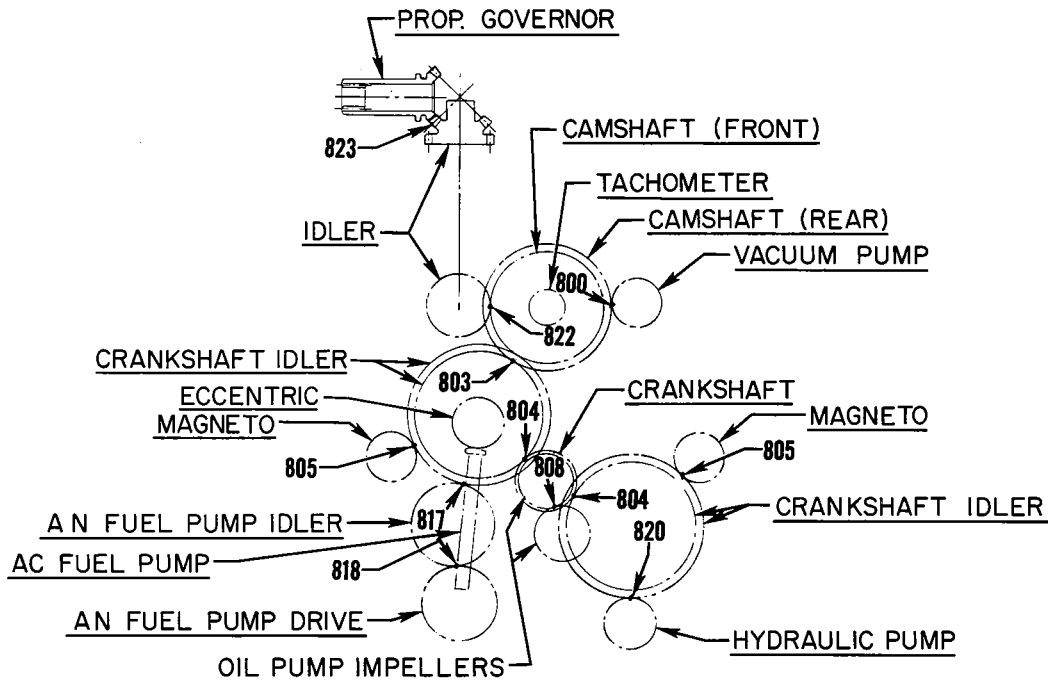 PROP. GOVERNOR
823
CAMSHAFT (FRONT)
TACHOMETER
CAMSHAFT (REAR)
IDLER
800
VACUUM PUMP
822
CRANKSHAFT IDLER
803
ECCENTRIC
804
CRANKSHAFT
MAGNETO
MAGNETO
805
808
805
804
CRANKSHAFT IDLER
AN FUEL PUMP IDLER
817
820
AC FUEL PUMP
818
AN FUEL PUMP DRIVE
HYDRAULIC PUMP
OIL PUMP IMPELLERS